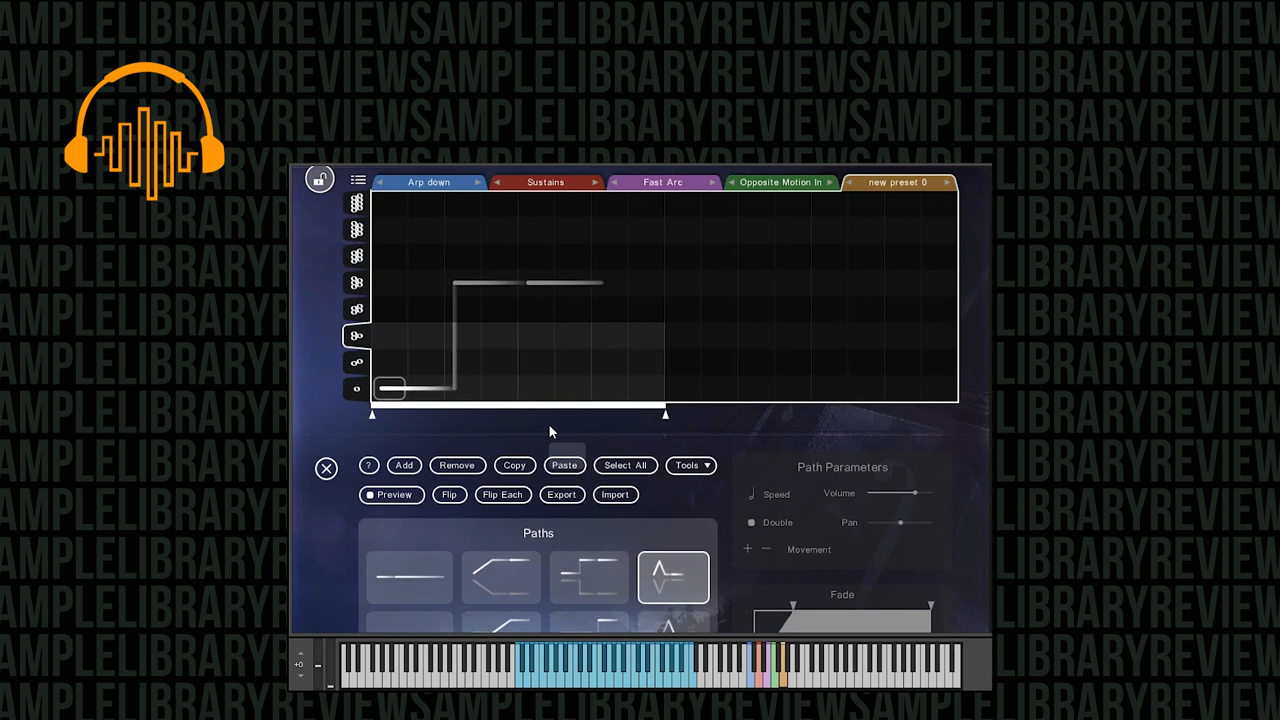 SAMPLELIBRARYREVIEWS
Arp down Sustains Fast Arc Opposite Motion In new preset 0
? Add Remove Copy Paste Select All Tools ▼
Preview Flip Flip Each Export Import
Paths
Path Parameters
Speed Volume
Double Pan
+ − Movement
Fade
+0